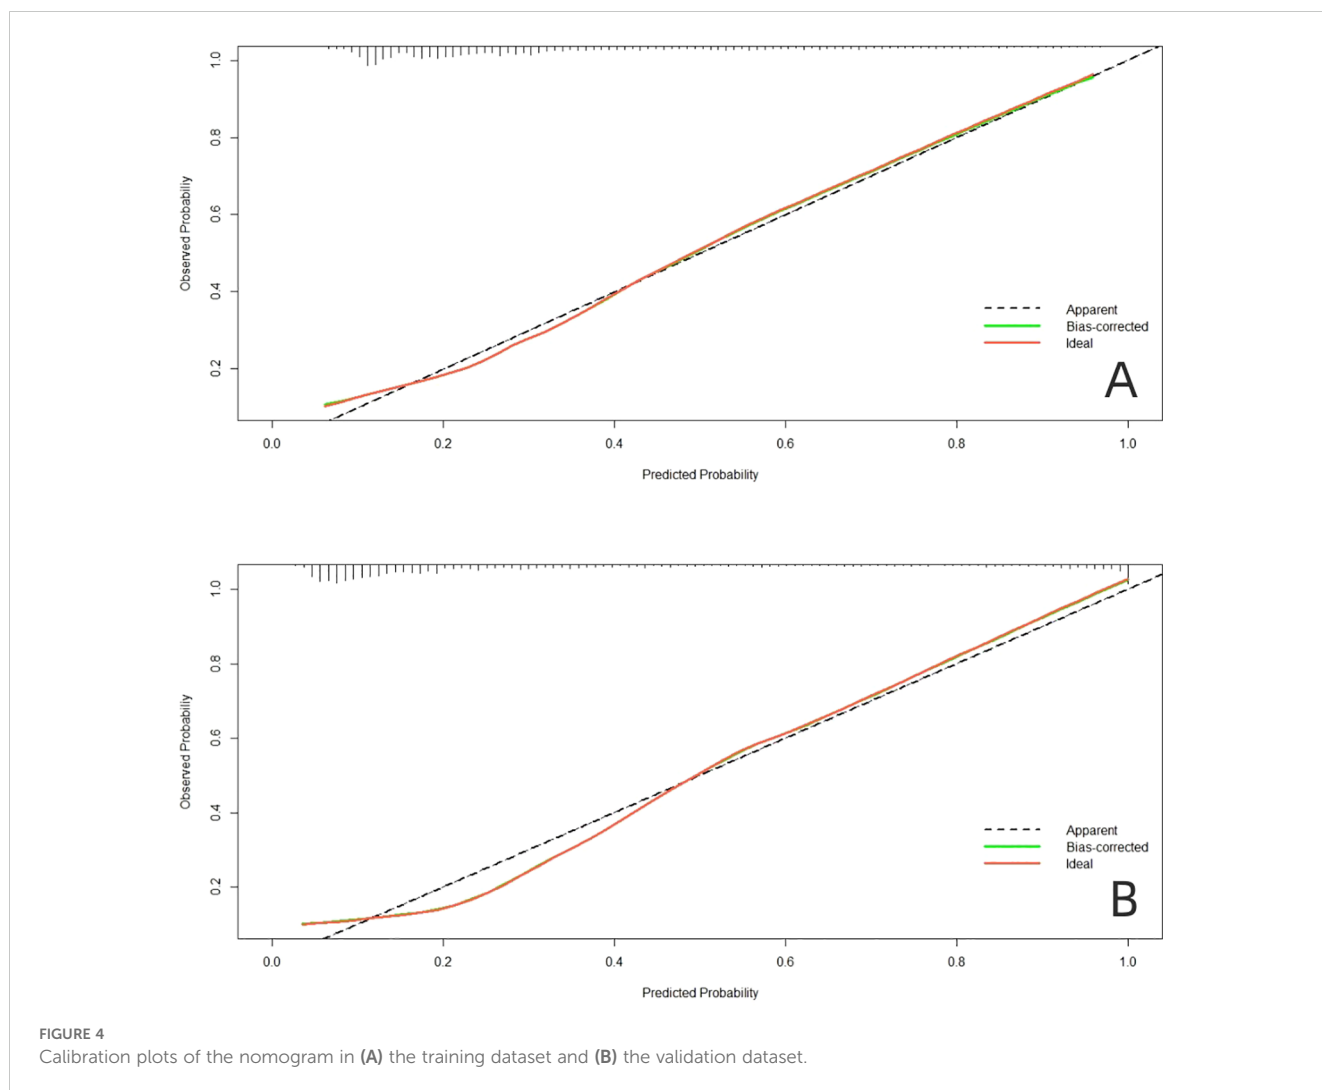 1.0
0.8
0.6
0.4
0.2
Observed Probabiliy
Apparent
Bias-corrected
Ideal
A
0.0 0.2 0.4 0.6 0.8 1.0
Predicted Probability
1.0
0.8
0.6
0.4
0.2
Observed Probabiliy
Apparent
Bias-corrected
Ideal
B
0.0 0.2 0.4 0.6 0.8 1.0
Predicted Probability
FIGURE 4
Calibration plots of the nomogram in (A) the training dataset and (B) the validation dataset.